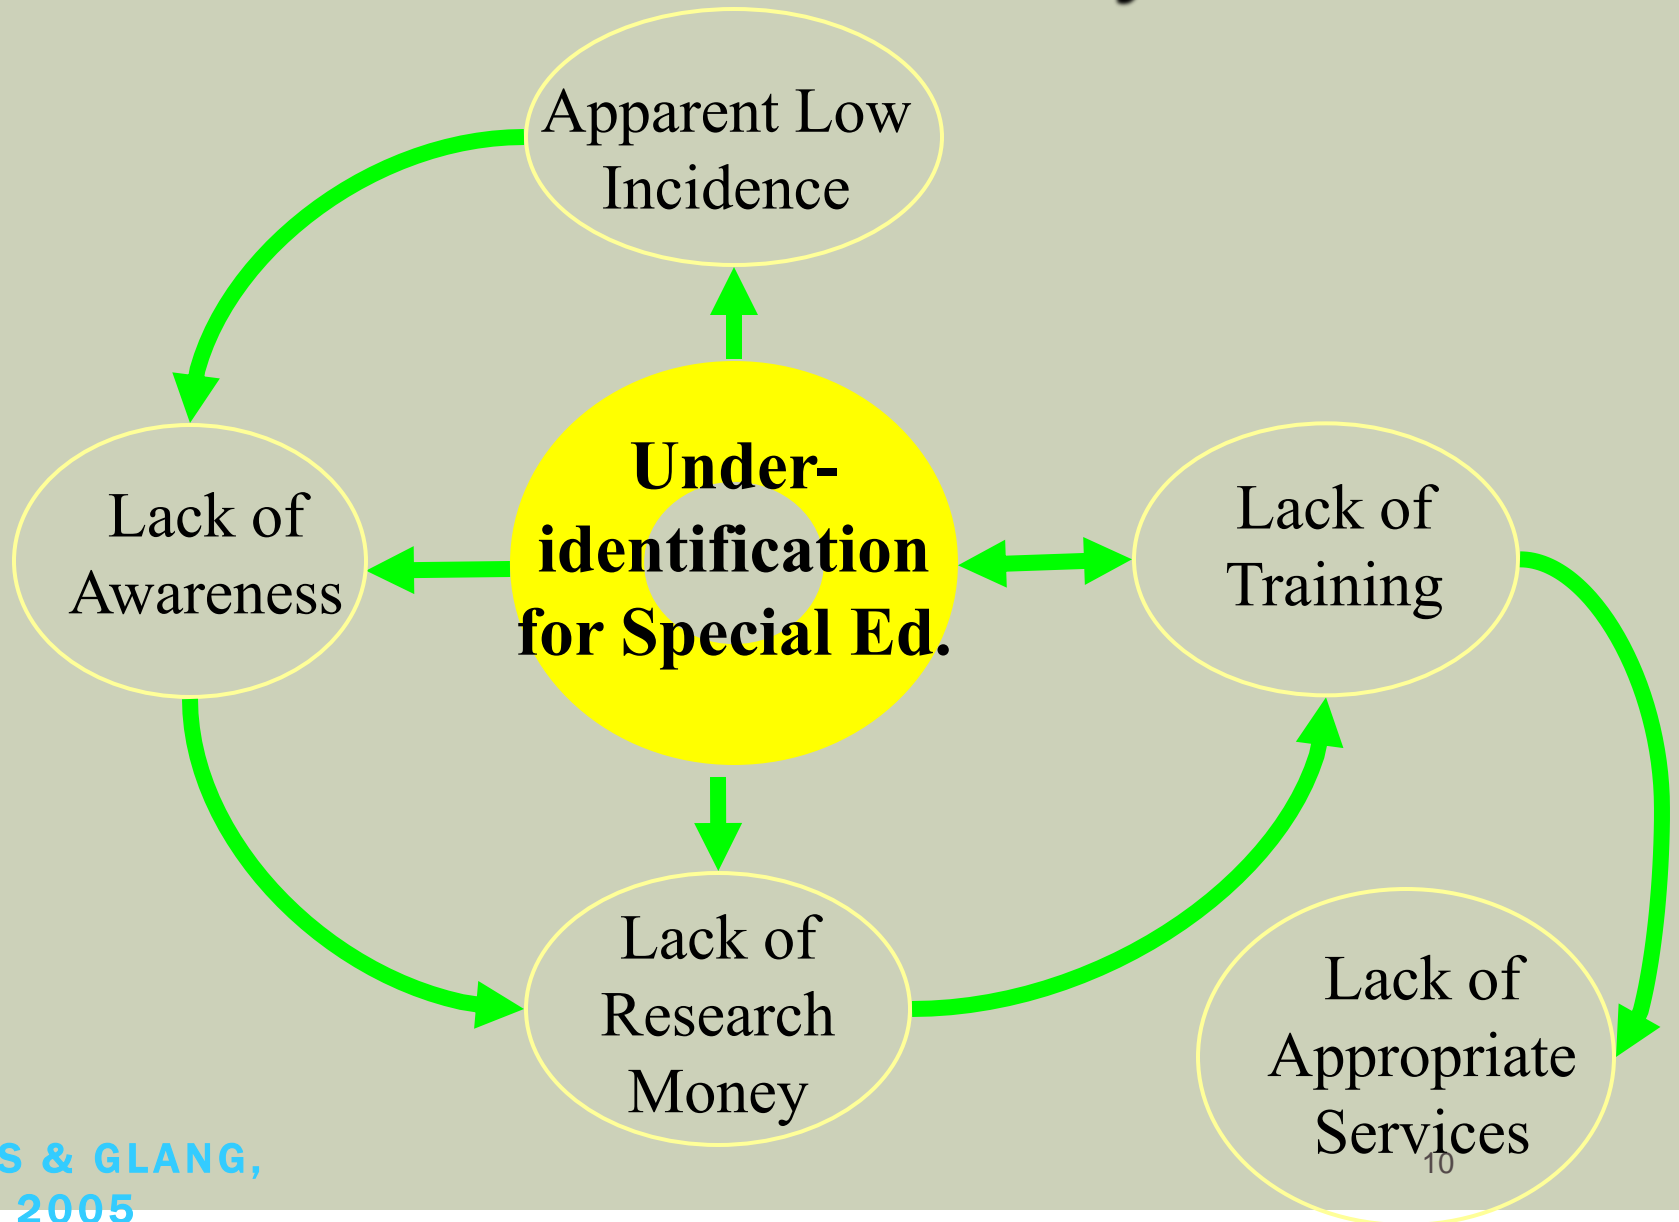 Apparent Low
Incidence
Under-
identification
for Special Ed.
Lack of
Awareness
Lack of
Training
Lack of
Research
Money
Lack of
Appropriate
Services
S & GLANG,
2005
10